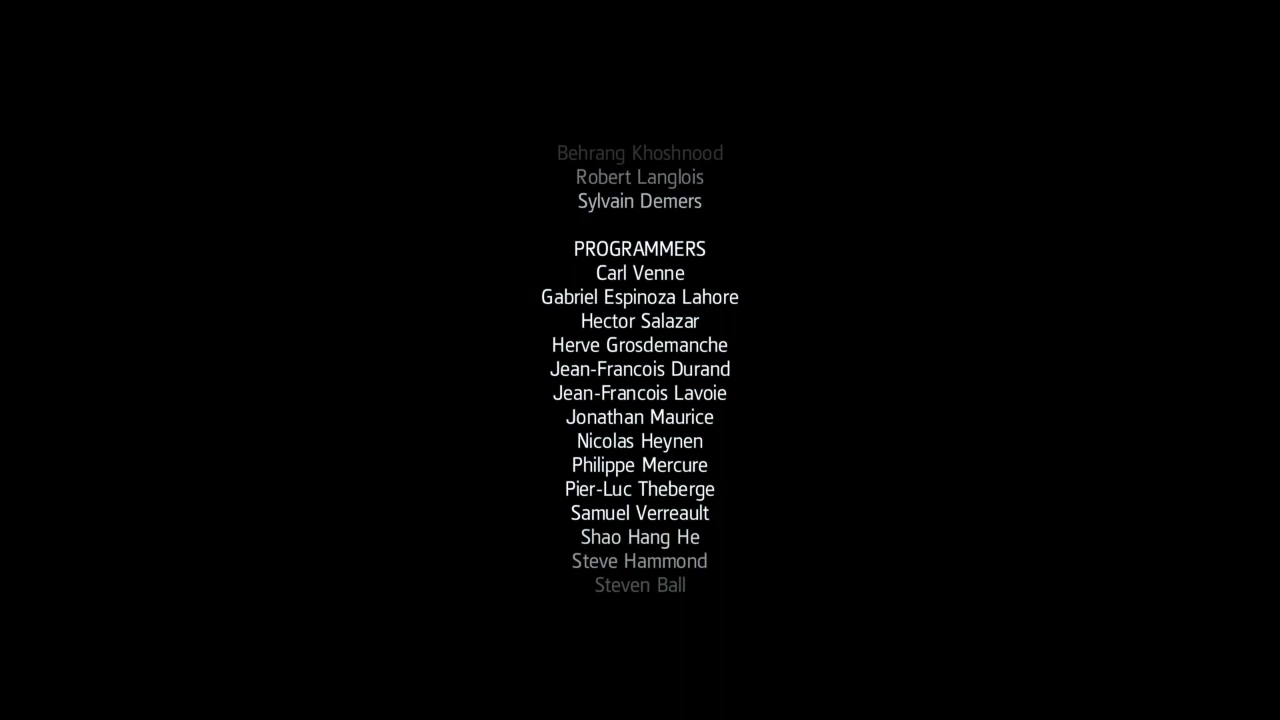 Behrang Khoshnood
Robert Langlois
Sylvain Demers
PROGRAMMERS
Carl Venne
Gabriel Espinoza Lahore
Hector Salazar
Herve Grosdemanche
Jean-Francois Durand
Jean-Francois Lavoie
Jonathan Maurice
Nicolas Heynen
Philippe Mercure
Pier-Luc Theberge
Samuel Verreault
Shao Hang He
Steve Hammond
Steven Ball